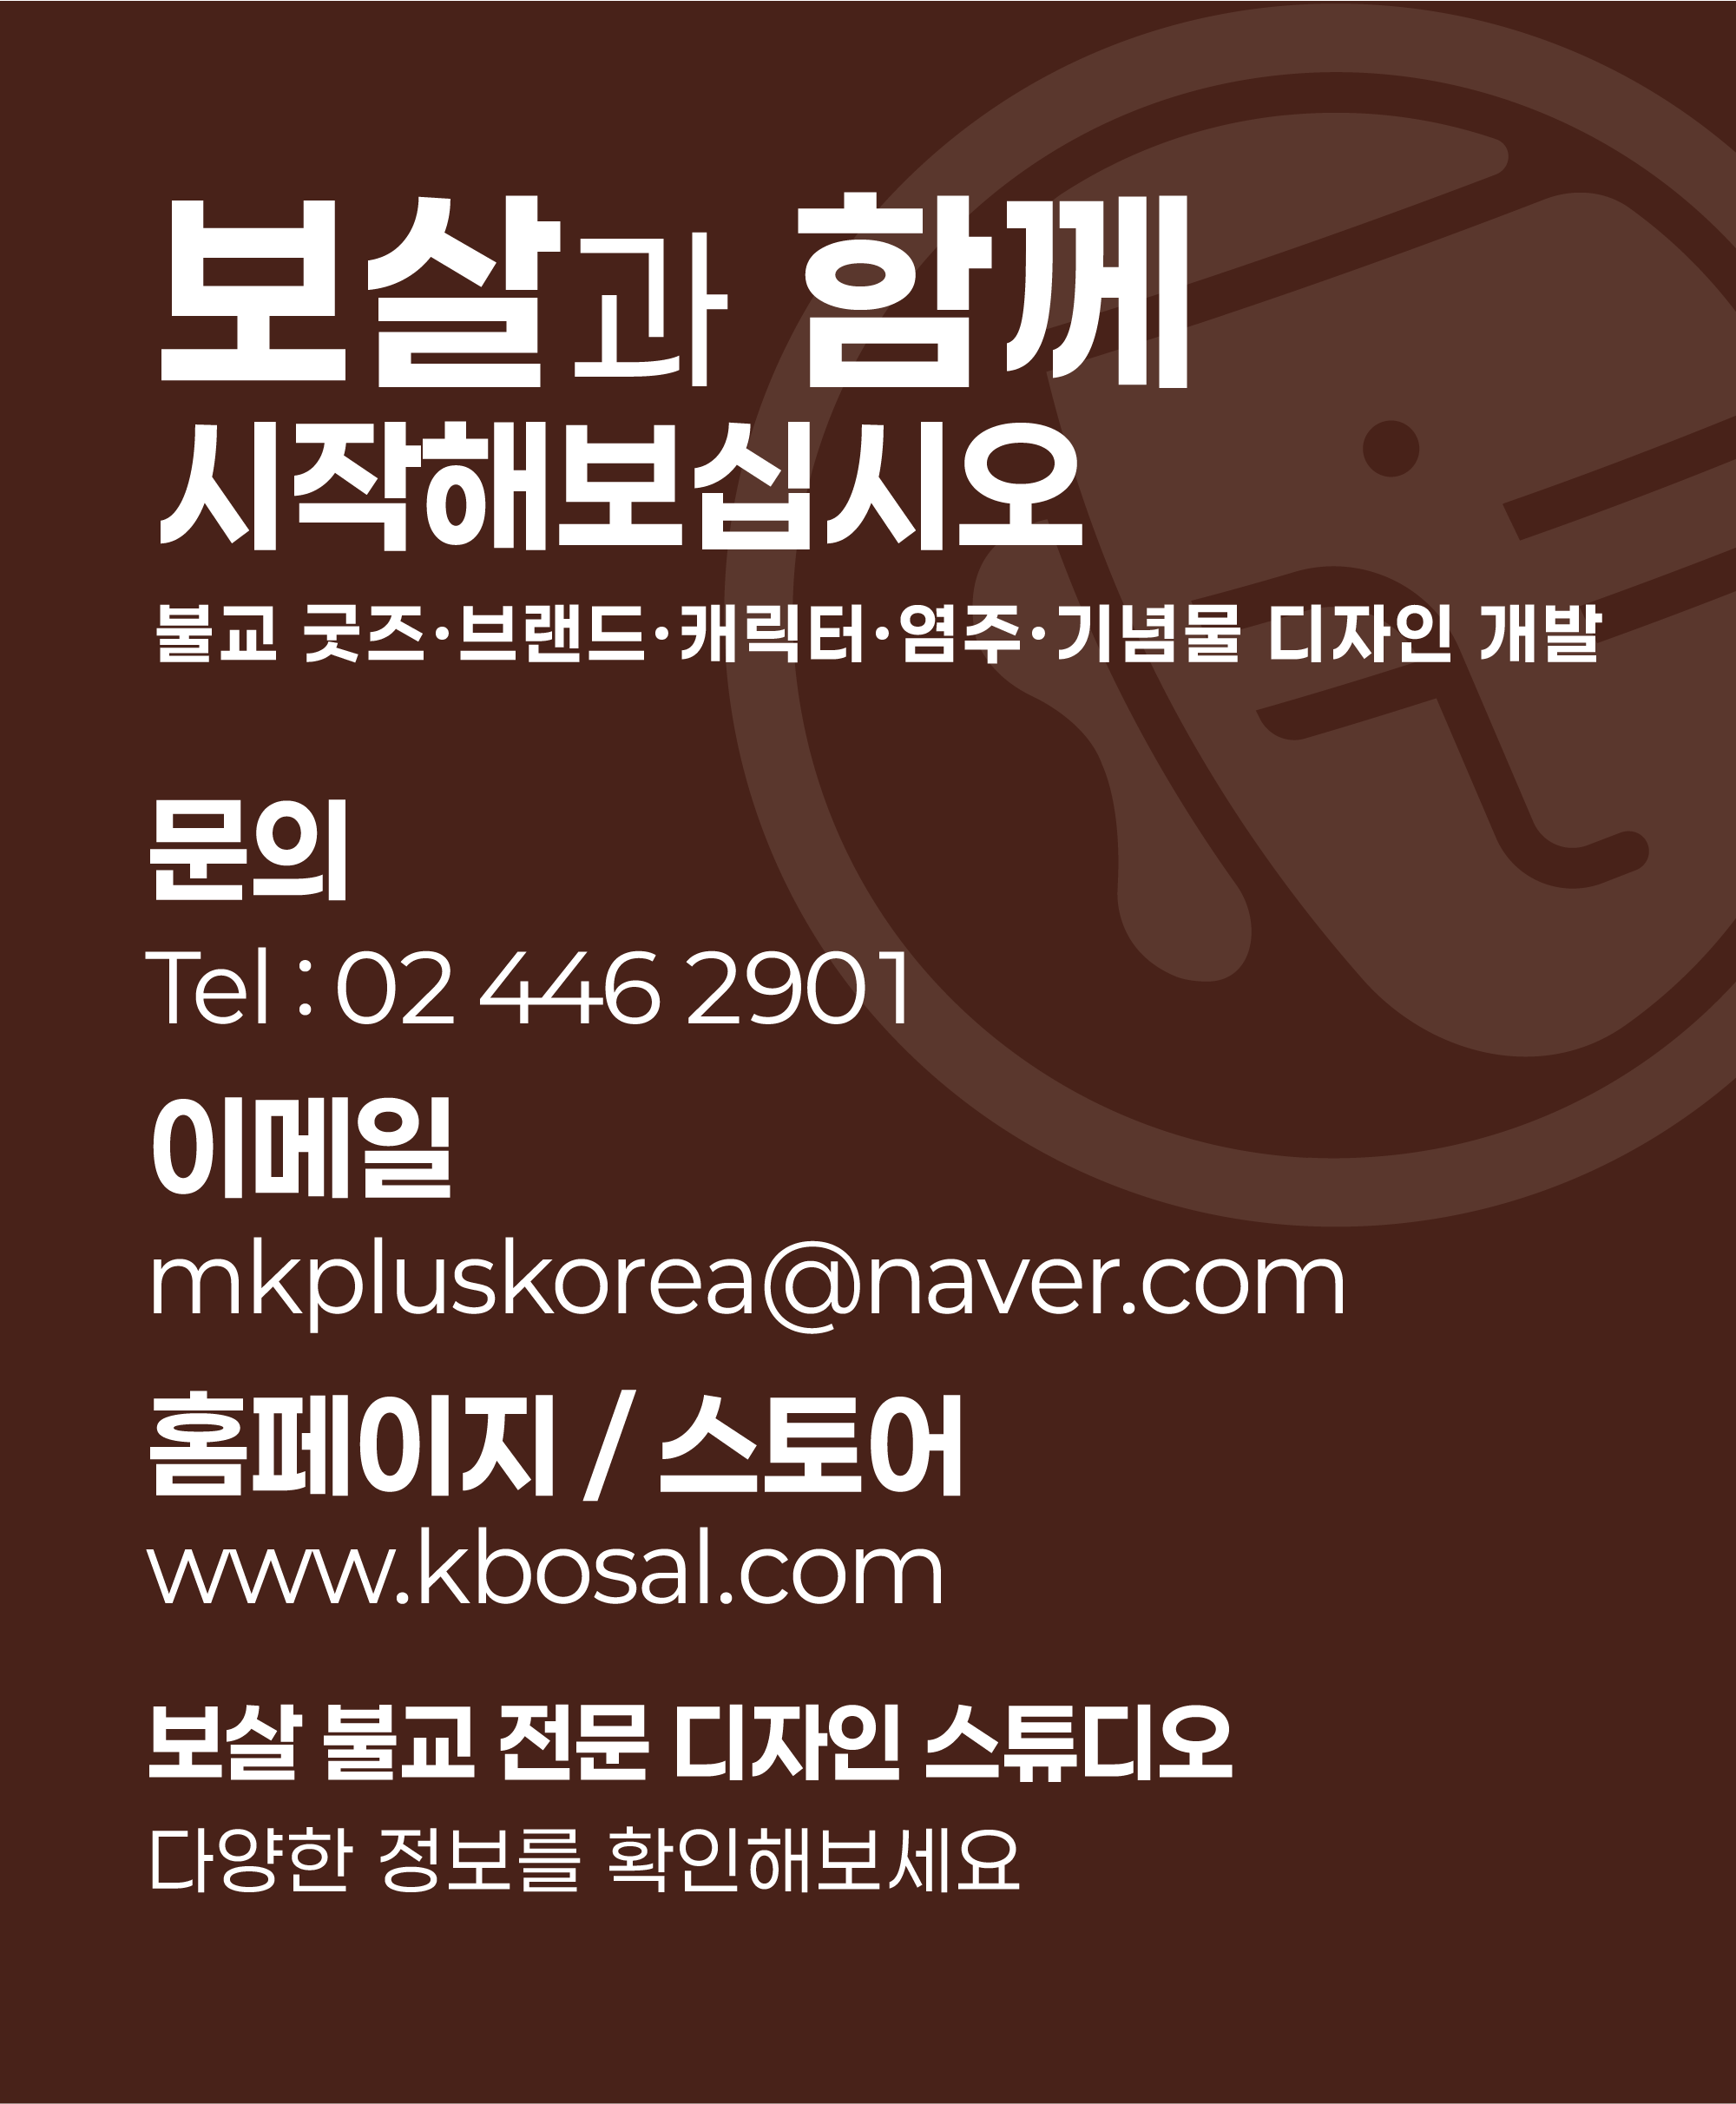 보살과 함께
시작해보십시오
불교 굿즈·브랜드·캐릭터·염주·기념물 디자인 개발
문의
Tel : 02 446 2901
이메일
mkpluskorea@naver.com
홈페이지 / 스토어
www.kbosal.com
보살 불교 전문 디자인 스튜디오
다양한 정보를 확인해보세요